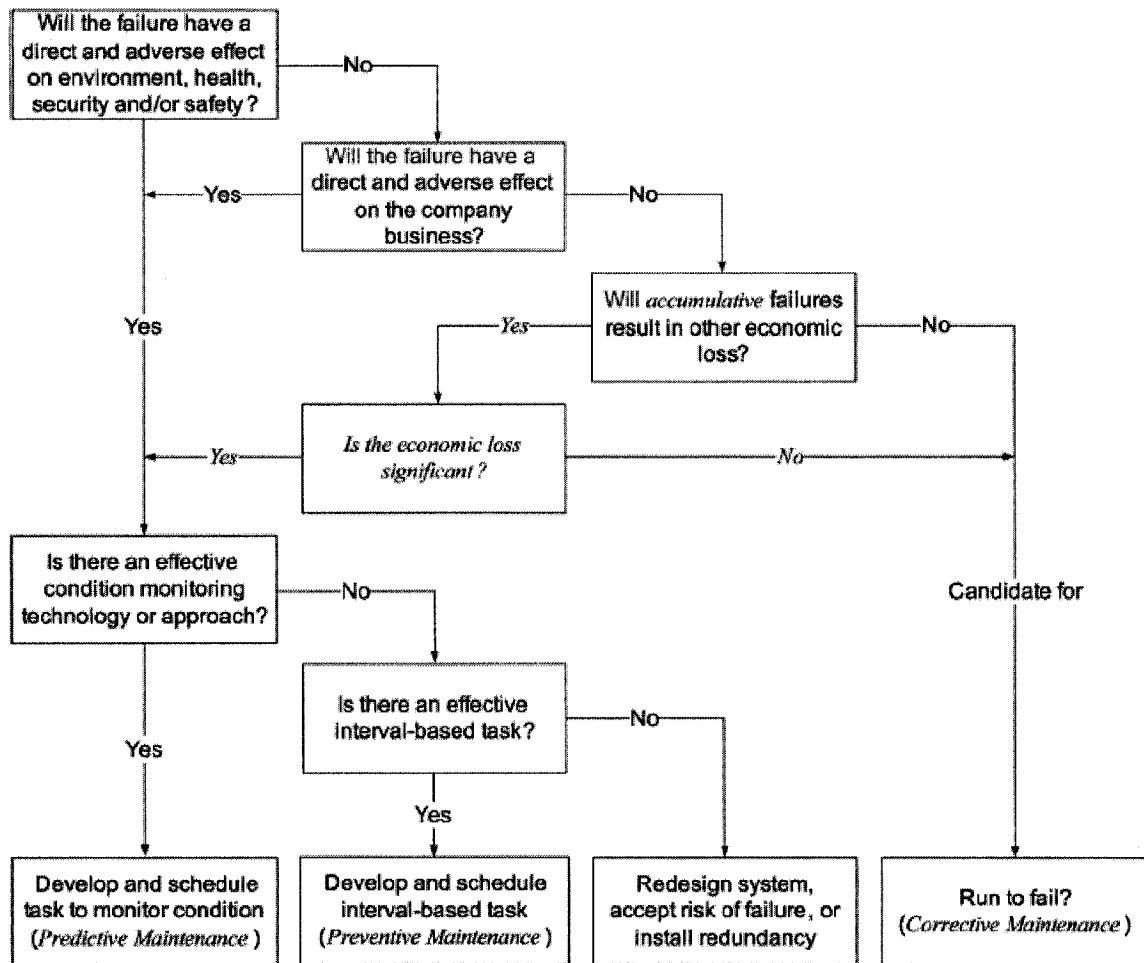 Will the failure have a
direct and adverse effect
on environment, health,
security and/or safety?
No
Will the failure have a
direct and adverse effect
on the company
business?
Yes
No
Will accumulative failures
result in other economic
loss?
Yes
Yes
No
Is the economic loss
significant?
Yes
No
Is there an effective
condition monitoring
technology or approach?
No
Candidate for
Is there an effective
interval-based task?
No
Yes
Yes
Develop and schedule
task to monitor condition
(Predictive Maintenance)
Develop and schedule
interval-based task
(Preventive Maintenance)
Redesign system,
accept risk of failure, or
install redundancy
Run to fail?
(Corrective Maintenance)